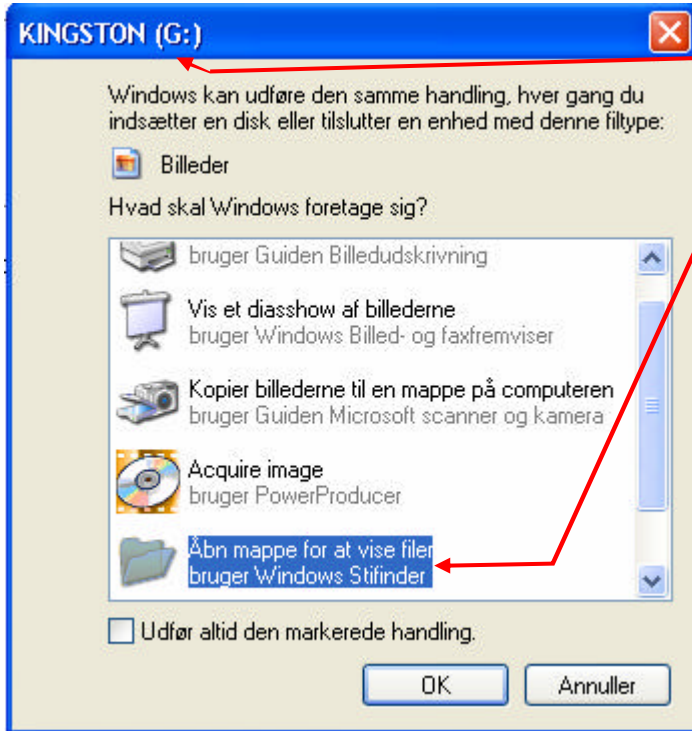 KINGSTON (G:)
Windows kan udføre den samme handling, hver gang du
indsætter en disk eller tilslutter en enhed med denne filtype:
Billeder
Hvad skal Windows foretage sig?
bruger Guiden Billedudskrivning
Vis et diasshow af billederne
bruger Windows Billed- og faxfremviser
Kopier billederne til en mappe på computeren
bruger Guiden Microsoft scanner og kamera
Acquire image
bruger PowerProducer
Åbn mappe for at vise filer
bruger Windows Stifinder
Udfør altid den markerede handling.
OK
Annuller